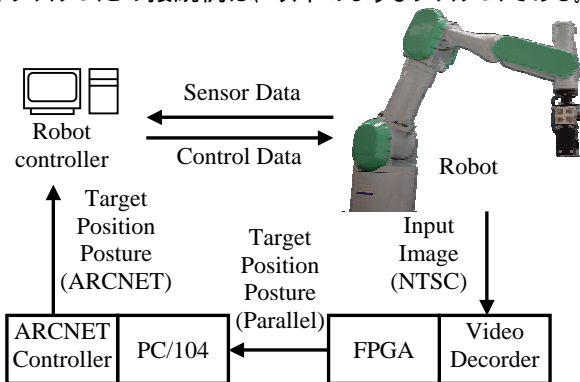 Sensor Data
Control Data
Robot
controller
Robot
Target
Position
Posture
(ARCNET)
Target
Position
Posture
(Parallel)
Input
Image
(NTSC)
ARCNET
Controller
PC/104
FPGA
Video
Decorder